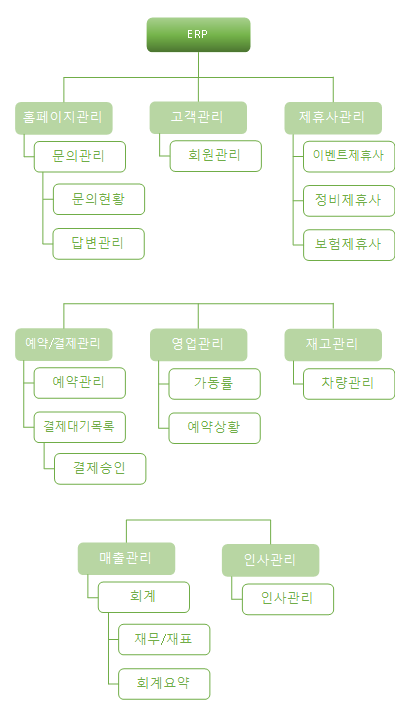 ERP
홈페이지관리
고객관리
제휴사관리
문의관리
회원관리
이벤트제휴사
문의현황
정비제휴사
답변관리
보험제휴사
예약/결제관리
영업관리
재고관리
예약관리
가동률
차량관리
결제대기목록
예약상황
결제승인
매출관리
인사관리
회계
인사관리
재무/재표
회계요약